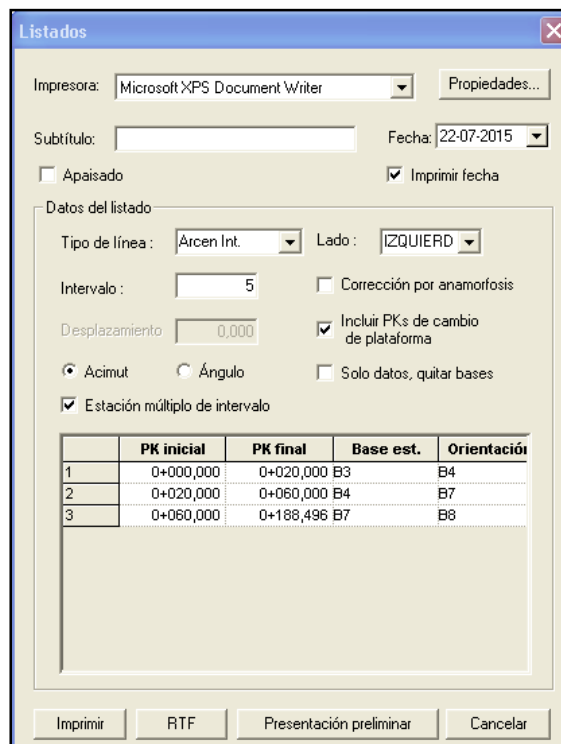 Listados
Impresora: Microsoft XPS Document Writer Propiedades...
Subtítulo: Fecha: 22-07-2015
Apaisado Imprimir fecha
Datos del listado
Tipo de línea : Arcen Int. Lado : IZQUIERD
Intervalo : 5 Corrección por anamorfosis
Desplazamiento 0,000 Incluir PKs de cambio
de plataforma
Acimut Ángulo Solo datos, quitar bases
Estación múltiplo de intervalo
PK inicial PK final Base est. Orientación
1 0+000,000 0+020,000 B3 B4
2 0+020,000 0+060,000 B4 B7
3 0+060,000 0+188,496 B7 B8
Imprimir RTF Presentación preliminar Cancelar